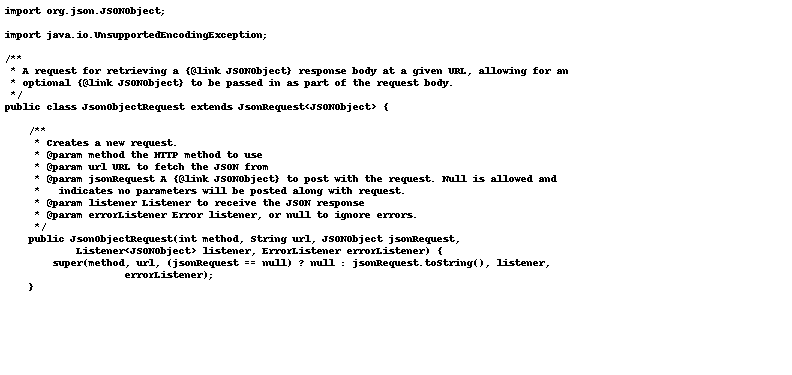 import org.json.JSONObject;
import java.io.UnsupportedEncodingException;
/**
 * A request for retrieving a {@link JSONObject} response body at a given URL, allowing for an
 * optional {@link JSONObject} to be passed in as part of the request body.
 */
public class JsonObjectRequest extends JsonRequest<JSONObject> {
    /**
     * Creates a new request.
     * @param method the HTTP method to use
     * @param url URL to fetch the JSON from
     * @param jsonRequest A {@link JSONObject} to post with the request. Null is allowed and
     *   indicates no parameters will be posted along with request.
     * @param listener Listener to receive the JSON response
     * @param errorListener Error listener, or null to ignore errors.
     */
    public JsonObjectRequest(int method, String url, JSONObject jsonRequest,
            Listener<JSONObject> listener, ErrorListener errorListener) {
        super(method, url, (jsonRequest == null) ? null : jsonRequest.toString(), listener,
                    errorListener);
    }